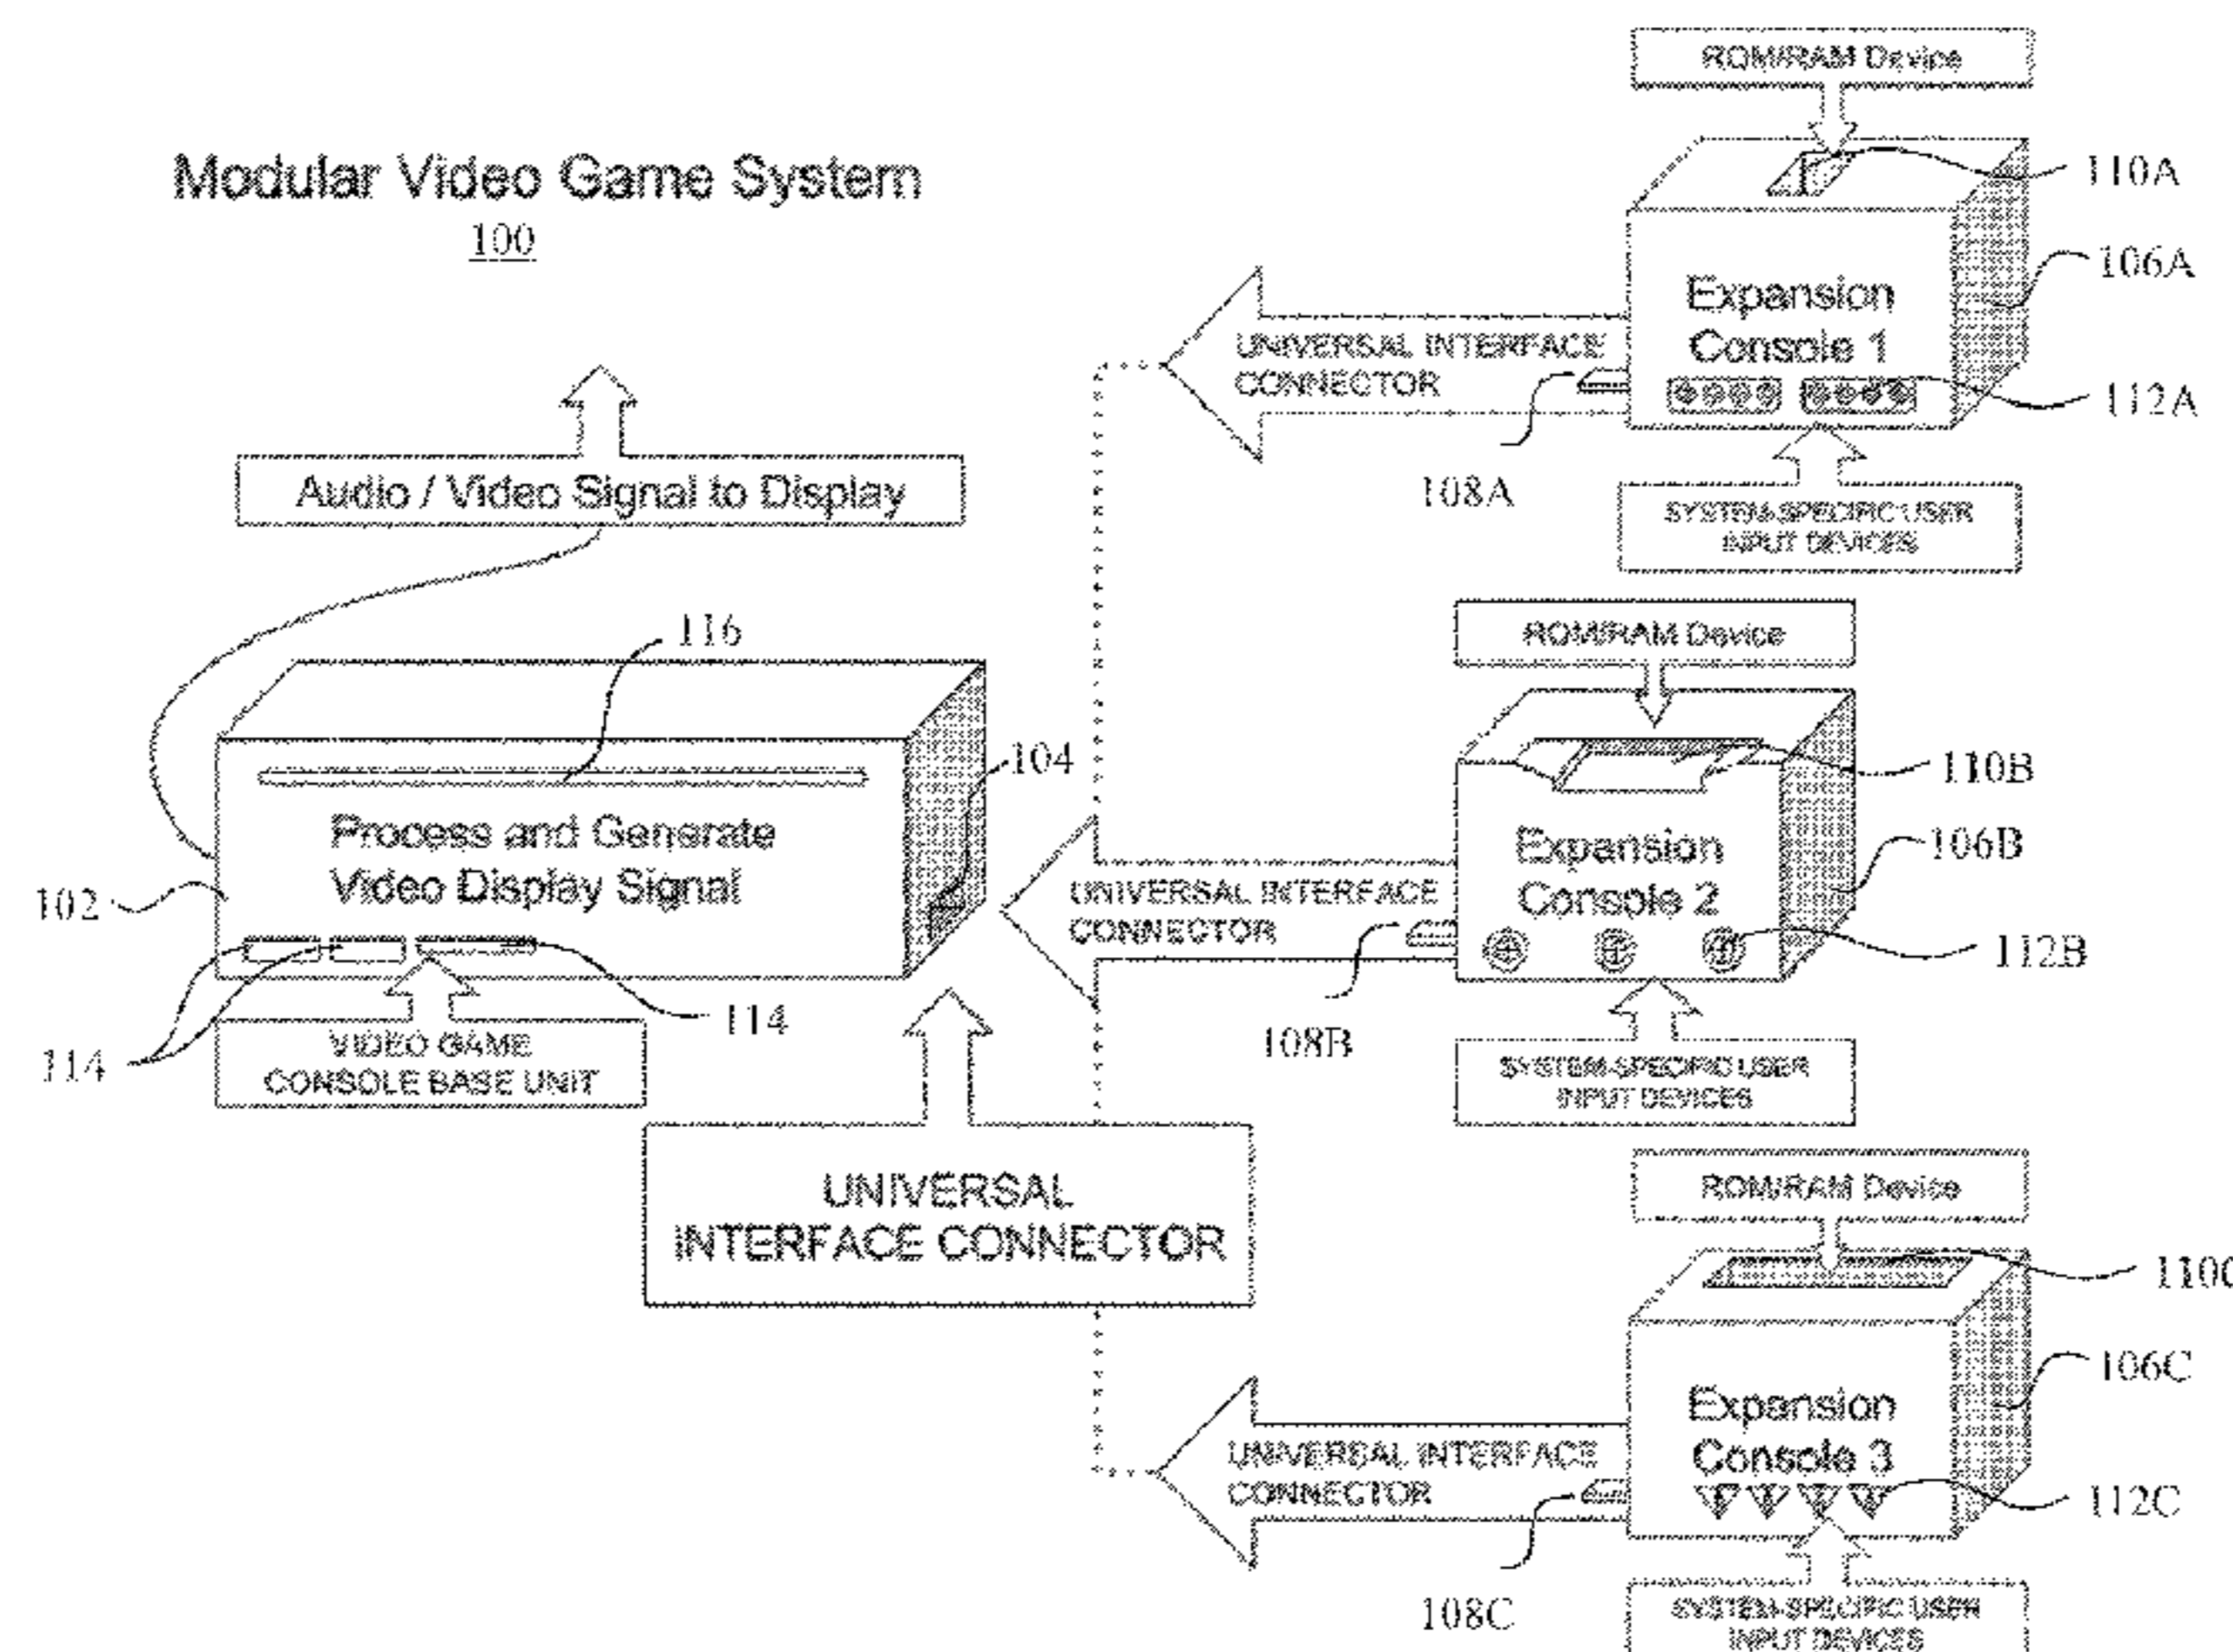 Modular Video Game System
100
Audio / Video Signal to Display
116
104
Process and Generate
Video Display Signal
102
114
114
VIDEO GAME
CONSOLE BASE UNIT
UNIVERSAL
INTERFACE CONNECTOR
ROM/RAM Device
110A
106A
Expansion
Console 1
UNIVERSAL INTERFACE
CONNECTOR
112A
108A
SYSTEM-SPECIFIC USER
INPUT DEVICES
ROM/RAM Device
110B
Expansion
Console 2
106B
UNIVERSAL INTERFACE
CONNECTOR
112B
108B
SYSTEM-SPECIFIC USER
INPUT DEVICES
ROM/RAM Device
110C
106C
Expansion
Console 3
UNIVERSAL INTERFACE
CONNECTOR
112C
108C
SYSTEM-SPECIFIC USER
INPUT DEVICES